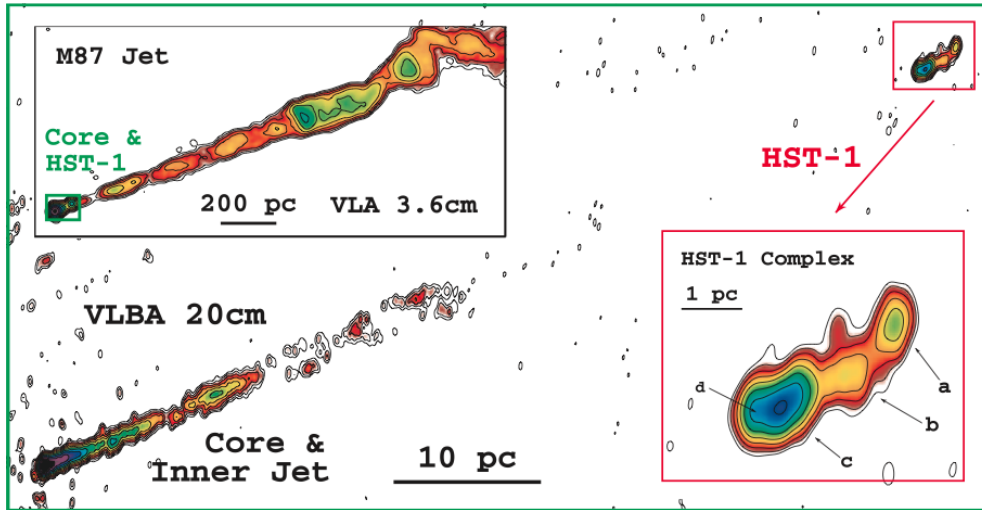 M87 Jet
Core &
HST-1
200 pc
VLA 3.6cm
HST-1
VLBA 20cm
Core &
Inner Jet
10 pc
HST-1 Complex
1 pc
a
b
c
d